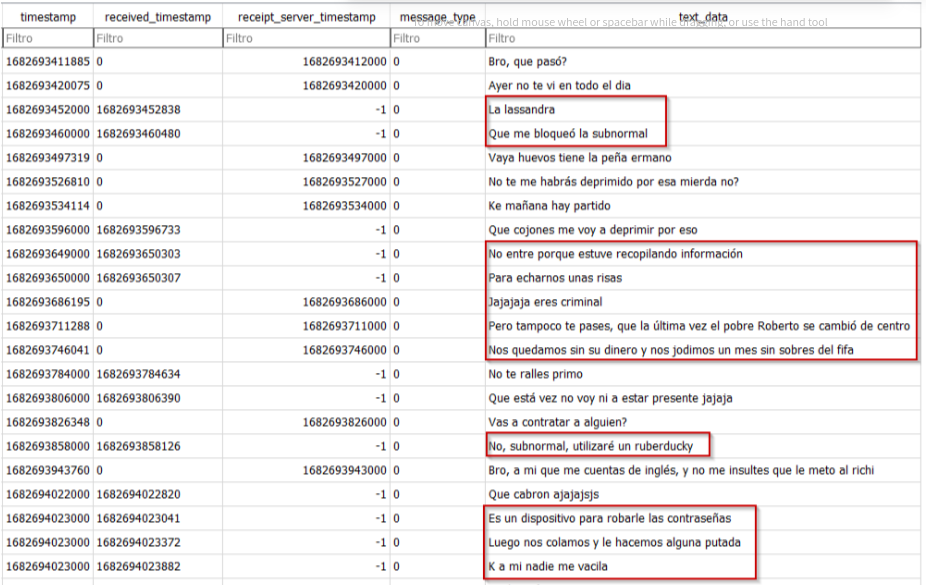 To move canvas, hold mouse wheel or spacebar while dragging, or use the hand tool
timestamp received_timestamp receipt_server_timestamp message_type text_data
Filtro Filtro Filtro Filtro Filtro
1682693411885 0 1682693412000 0 Bro, que pasó?
1682693420075 0 1682693420000 0 Ayer no te vi en todo el dia
1682693452000 1682693452838 -1 0 La lassandra
1682693460000 1682693460480 -1 0 Que me bloqueó la subnormal
1682693497319 0 1682693497000 0 Vaya huevos tiene la peña ermano
1682693526810 0 1682693527000 0 No te me habrás deprimido por esa mierda no?
1682693534114 0 1682693534000 0 Ke mañana hay partido
1682693596000 1682693596733 -1 0 Que cojones me voy a deprimir por eso
1682693649000 1682693650303 -1 0 No entre porque estuve recopilando información
1682693650000 1682693650307 -1 0 Para echarnos unas risas
1682693686195 0 1682693686000 0 Jajajaja eres criminal
1682693711288 0 1682693711000 0 Pero tampoco te pases, que la última vez el pobre Roberto se cambió de centro
1682693746041 0 1682693746000 0 Nos quedamos sin su dinero y nos jodimos un mes sin sobres del fifa
1682693784000 1682693784634 -1 0 No te ralles primo
1682693806000 1682693806390 -1 0 Que está vez no voy ni a estar presente jajaja
1682693826348 0 1682693826000 0 Vas a contratar a alguien?
1682693858000 1682693858126 -1 0 No, subnormal, utilizaré un ruberducky
1682693943760 0 1682693943000 0 Bro, a mi que me cuentas de inglés, y no me insultes que le meto al richi
1682694022000 1682694022820 -1 0 Que cabron ajajajsjs
1682694023000 1682694023041 -1 0 Es un dispositivo para robarle las contraseñas
1682694023000 1682694023372 -1 0 Luego nos colamos y le hacemos alguna putada
1682694023000 1682694023882 -1 0 K a mi nadie me vacila